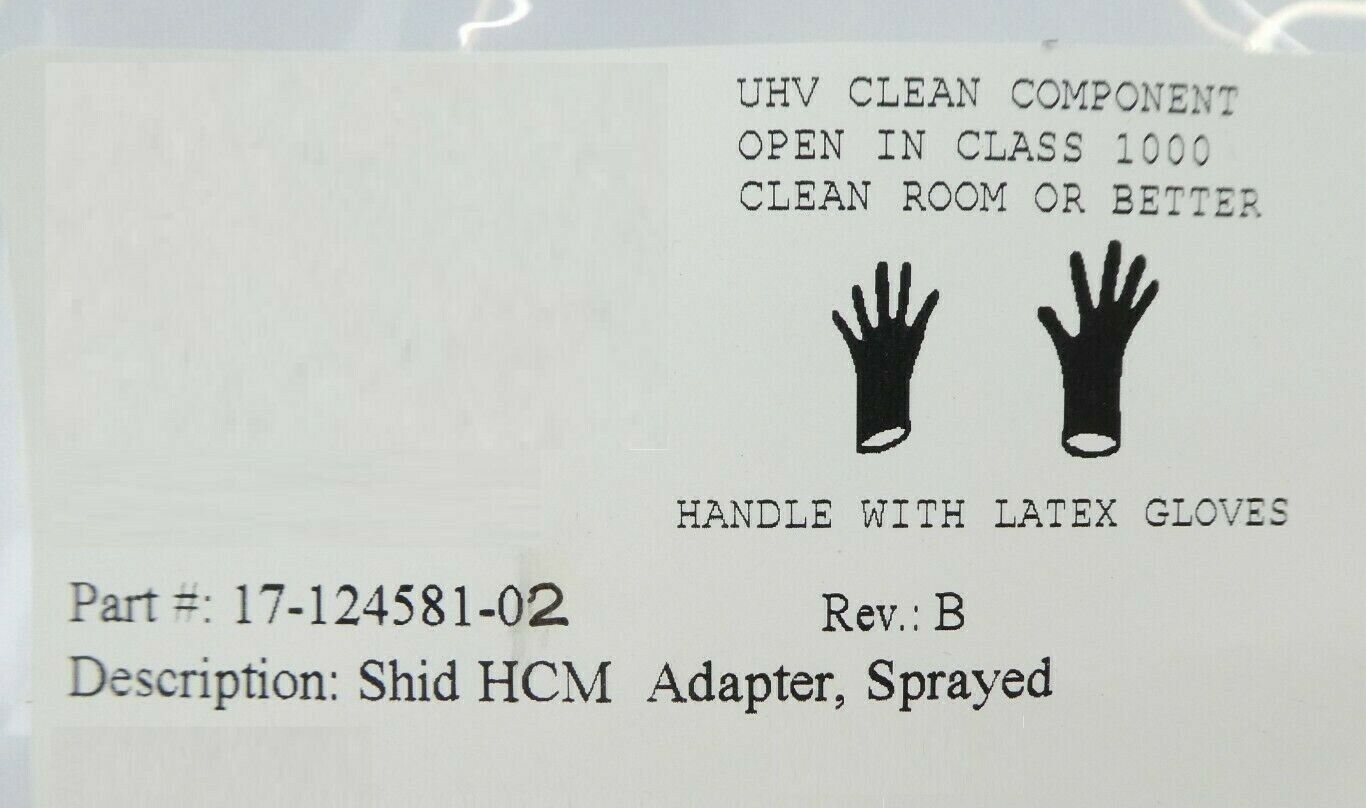 UHV CLEAN COMPONENT
OPEN IN CLASS 1000
CLEAN ROOM OR BETTER
HANDLE WITH LATEX GLOVES
Part #: 17-124581-02 Rev.: B
Description: Shid HCM Adapter, Sprayed